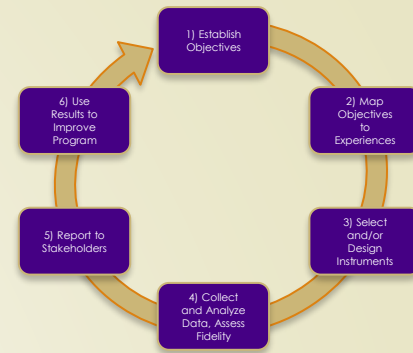 1) Establish
Objectives
2) Map
Objectives
to
Experiences
3) Select
and/or
Design
Instruments
4) Collect
and Analyze
Data, Assess
Fidelity
5) Report to
Stakeholders
6) Use
Results to
Improve
Program